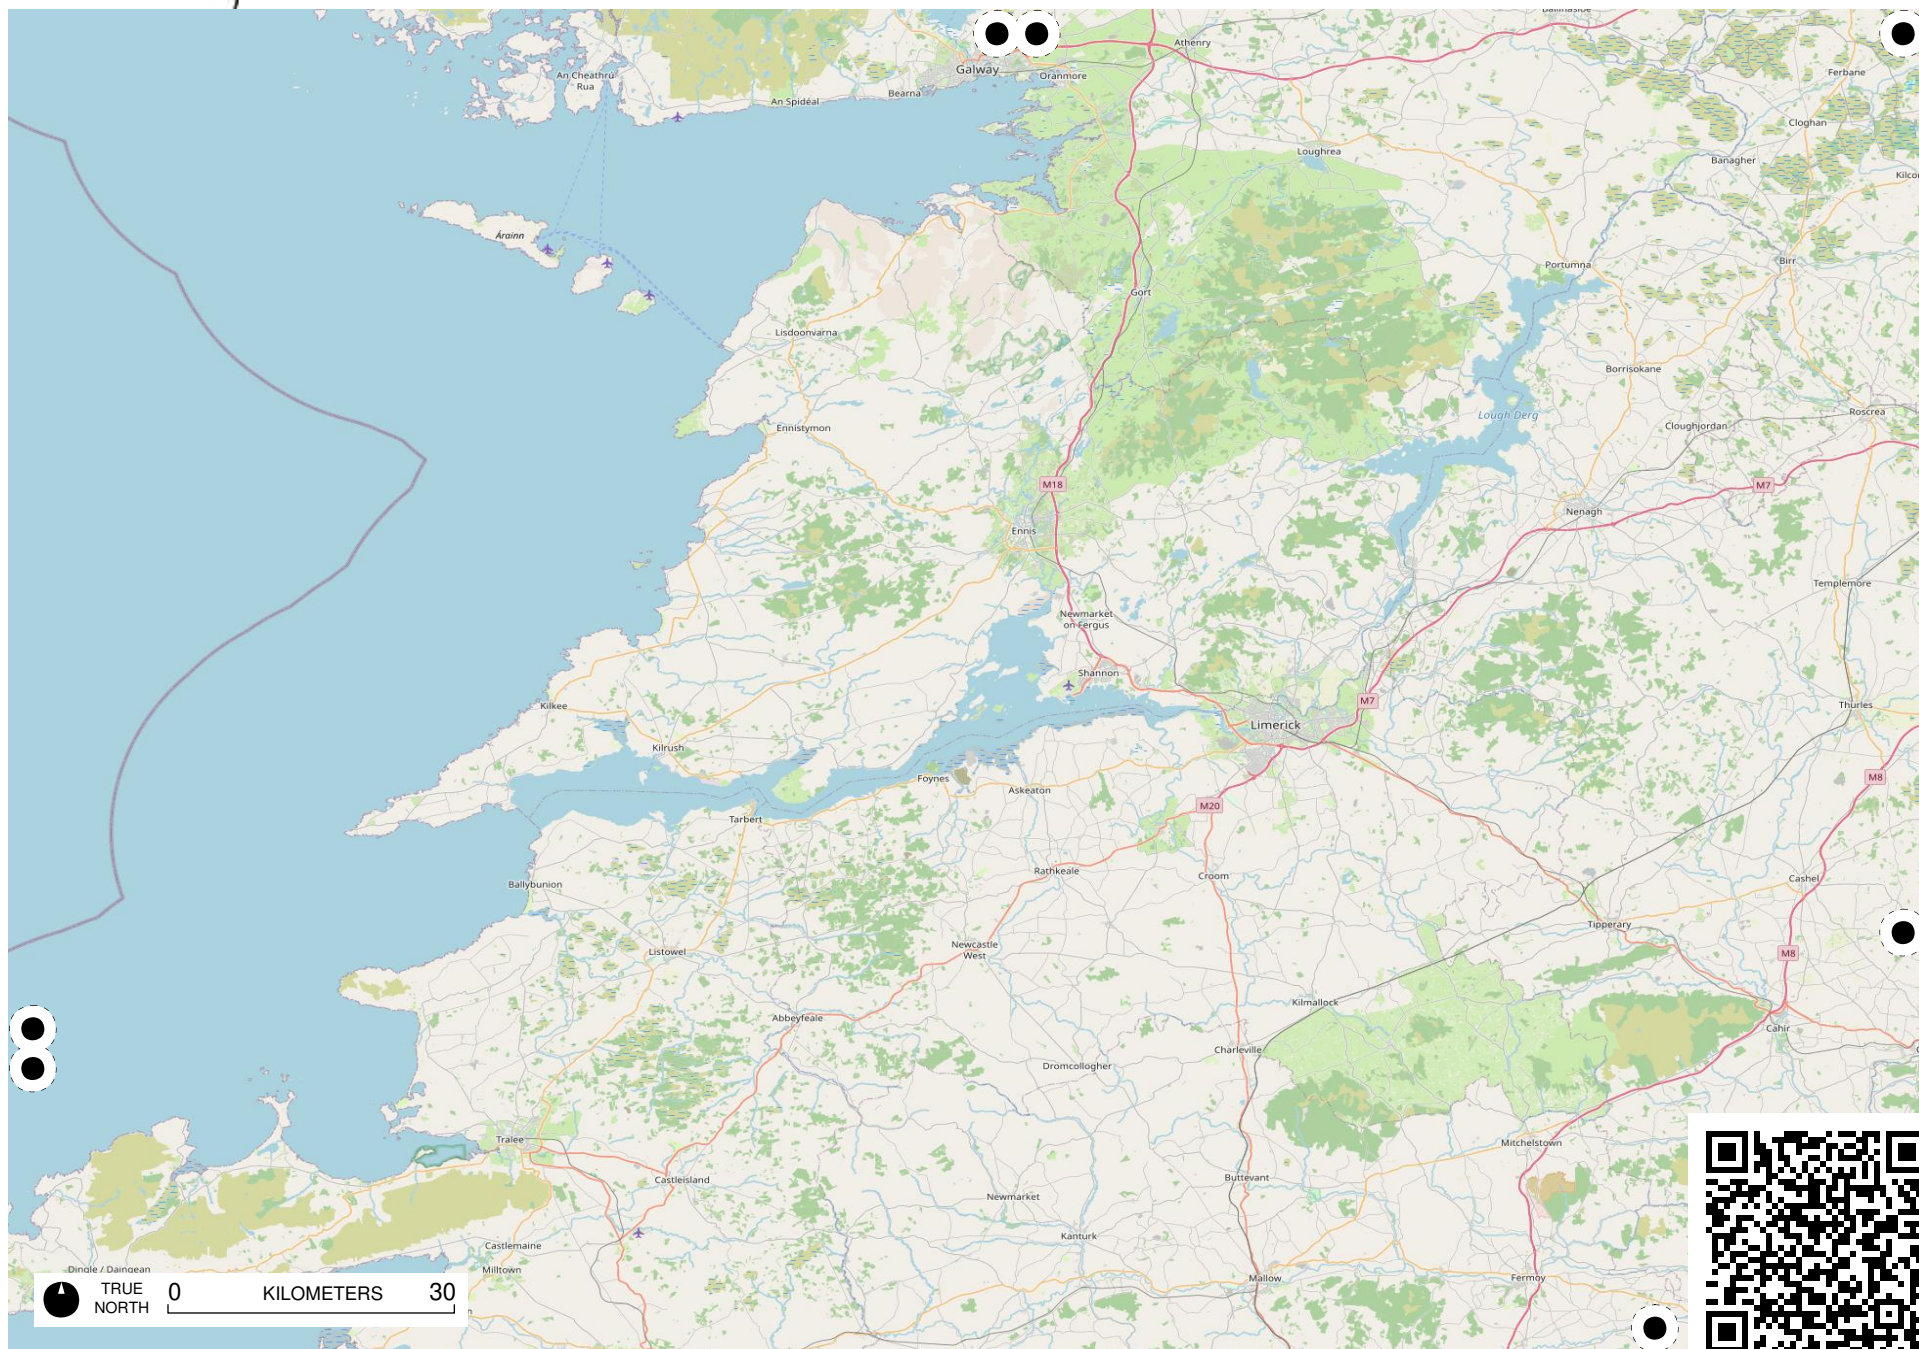 Athenry
An Cheathrú
Rua
Galway
Oranmore
Ferbane
Bearna
An Spidéal
Cloghan
Loughrea
Banagher
Árainn
Birr
Portumna
Gort
Lisdoonvarna
Borrisokane
Lough Derg
Roscrea
Ennistymon
Cloughjordan
M18
M7
Nenagh
Ennis
Templemore
Newmarket
on Fergus
Shannon
M7
Kilkee
Thurles
Limerick
Kilrush
Foynes
M8
Askeaton
M20
Tarbert
Rathkeale
Croom
Cashel
Ballybunion
Tipperary
Newcastle
West
Listowel
M8
Kilmallock
Abbeyfeale
Cahir
Charleville
Dromcollogher
Tralee
Mitchelstown
Castleisland
Buttevant
Newmarket
Kanturk
Castlemaine
Dingle / Daingean
Milltown
Mallow
Fermoy
TRUE
NORTH
0 KILOMETERS 30